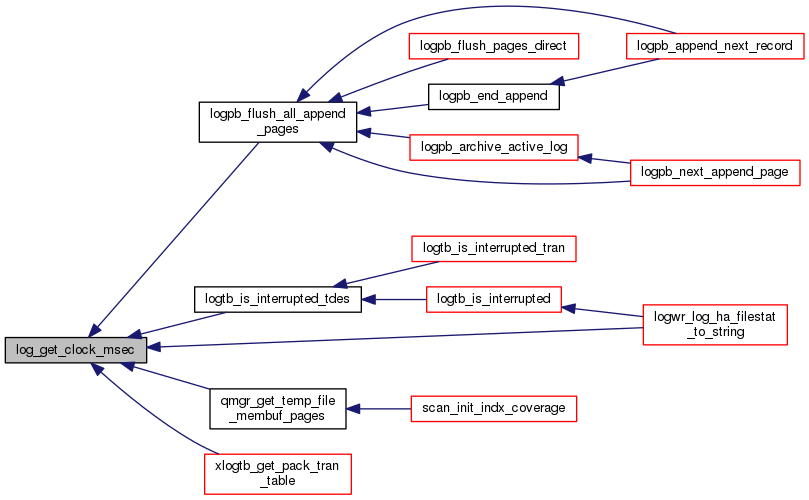 logpb_flush_pages_direct
logpb_append_next_record
logpb_end_append
logpb_flush_all_append
_pages
logpb_archive_active_log
logpb_next_append_page
logtb_is_interrupted_tran
logtb_is_interrupted_tdes
logtb_is_interrupted
logwr_log_ha_filestat
_to_string
log_get_clock_msec
qmgr_get_temp_file
_membuf_pages
scan_init_indx_coverage
xlogtb_get_pack_tran
_table